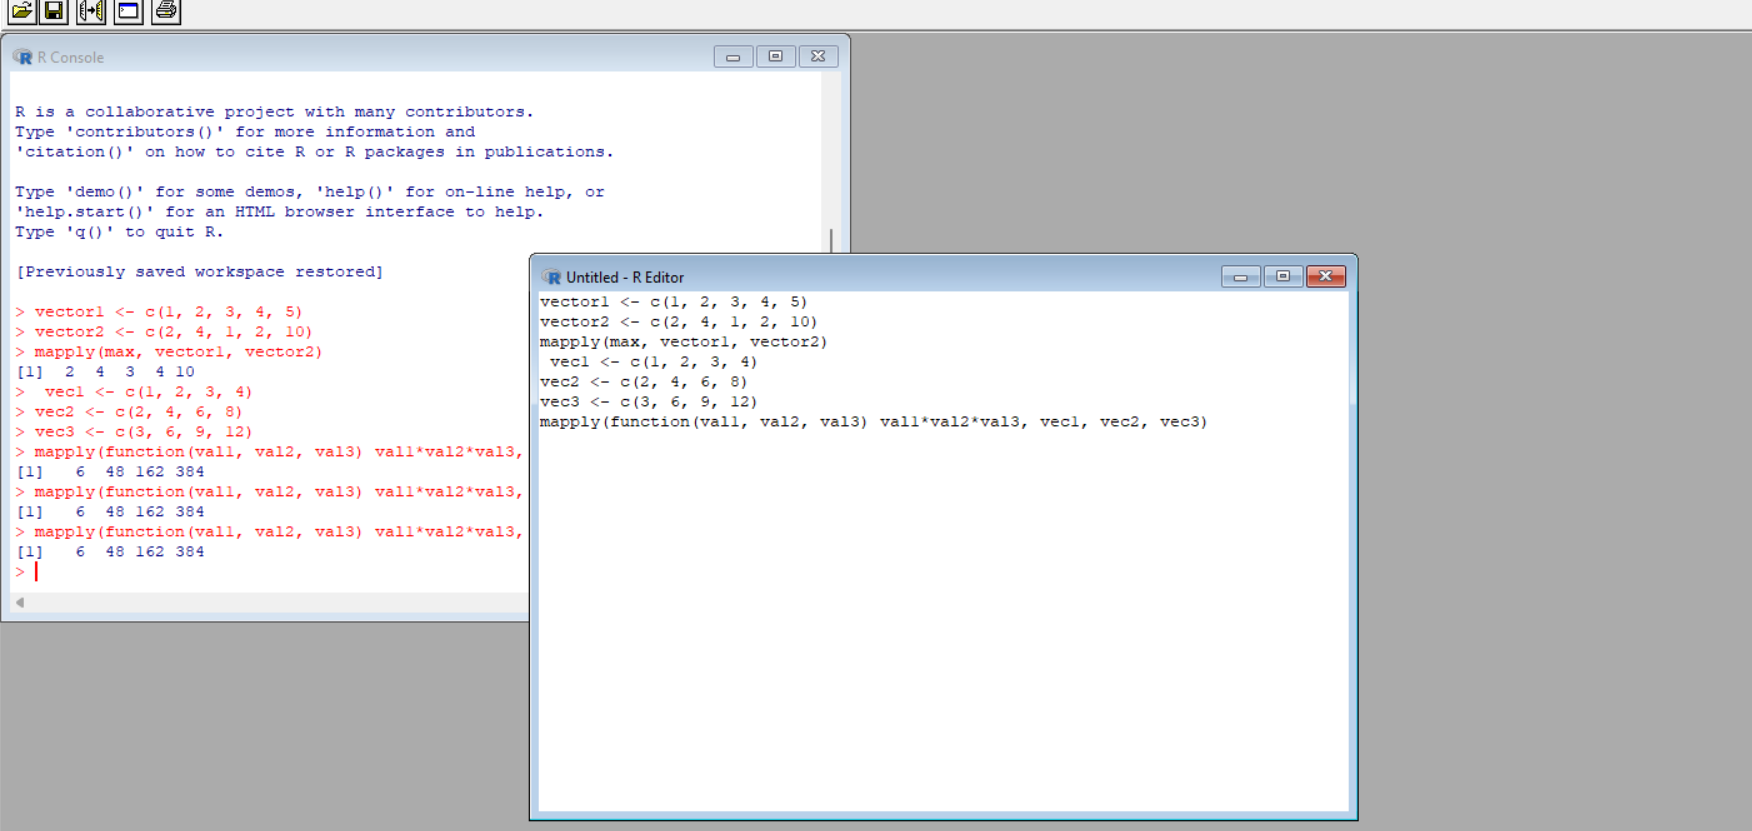 R Console
R is a collaborative project with many contributors.
Type 'contributors()' for more information and
'citation()' on how to cite R or R packages in publications.
Type 'demo()' for some demos, 'help()' for on-line help, or
'help.start()' for an HTML browser interface to help.
Type 'q()' to quit R.
[Previously saved workspace restored]
> vector1 <- c(1, 2, 3, 4, 5)
> vector2 <- c(2, 4, 1, 2, 10)
> mapply(max, vector1, vector2)
[1]  2  4  3  4 10
>  vec1 <- c(1, 2, 3, 4)
> vec2 <- c(2, 4, 6, 8)
> vec3 <- c(3, 6, 9, 12)
> mapply(function(val1, val2, val3) val1*val2*val3,
[1]   6  48 162 384
> mapply(function(val1, val2, val3) val1*val2*val3,
[1]   6  48 162 384
> mapply(function(val1, val2, val3) val1*val2*val3,
[1]   6  48 162 384
>
Untitled - R Editor
vector1 <- c(1, 2, 3, 4, 5)
vector2 <- c(2, 4, 1, 2, 10)
mapply(max, vector1, vector2)
 vec1 <- c(1, 2, 3, 4)
vec2 <- c(2, 4, 6, 8)
vec3 <- c(3, 6, 9, 12)
mapply(function(val1, val2, val3) val1*val2*val3, vec1, vec2, vec3)